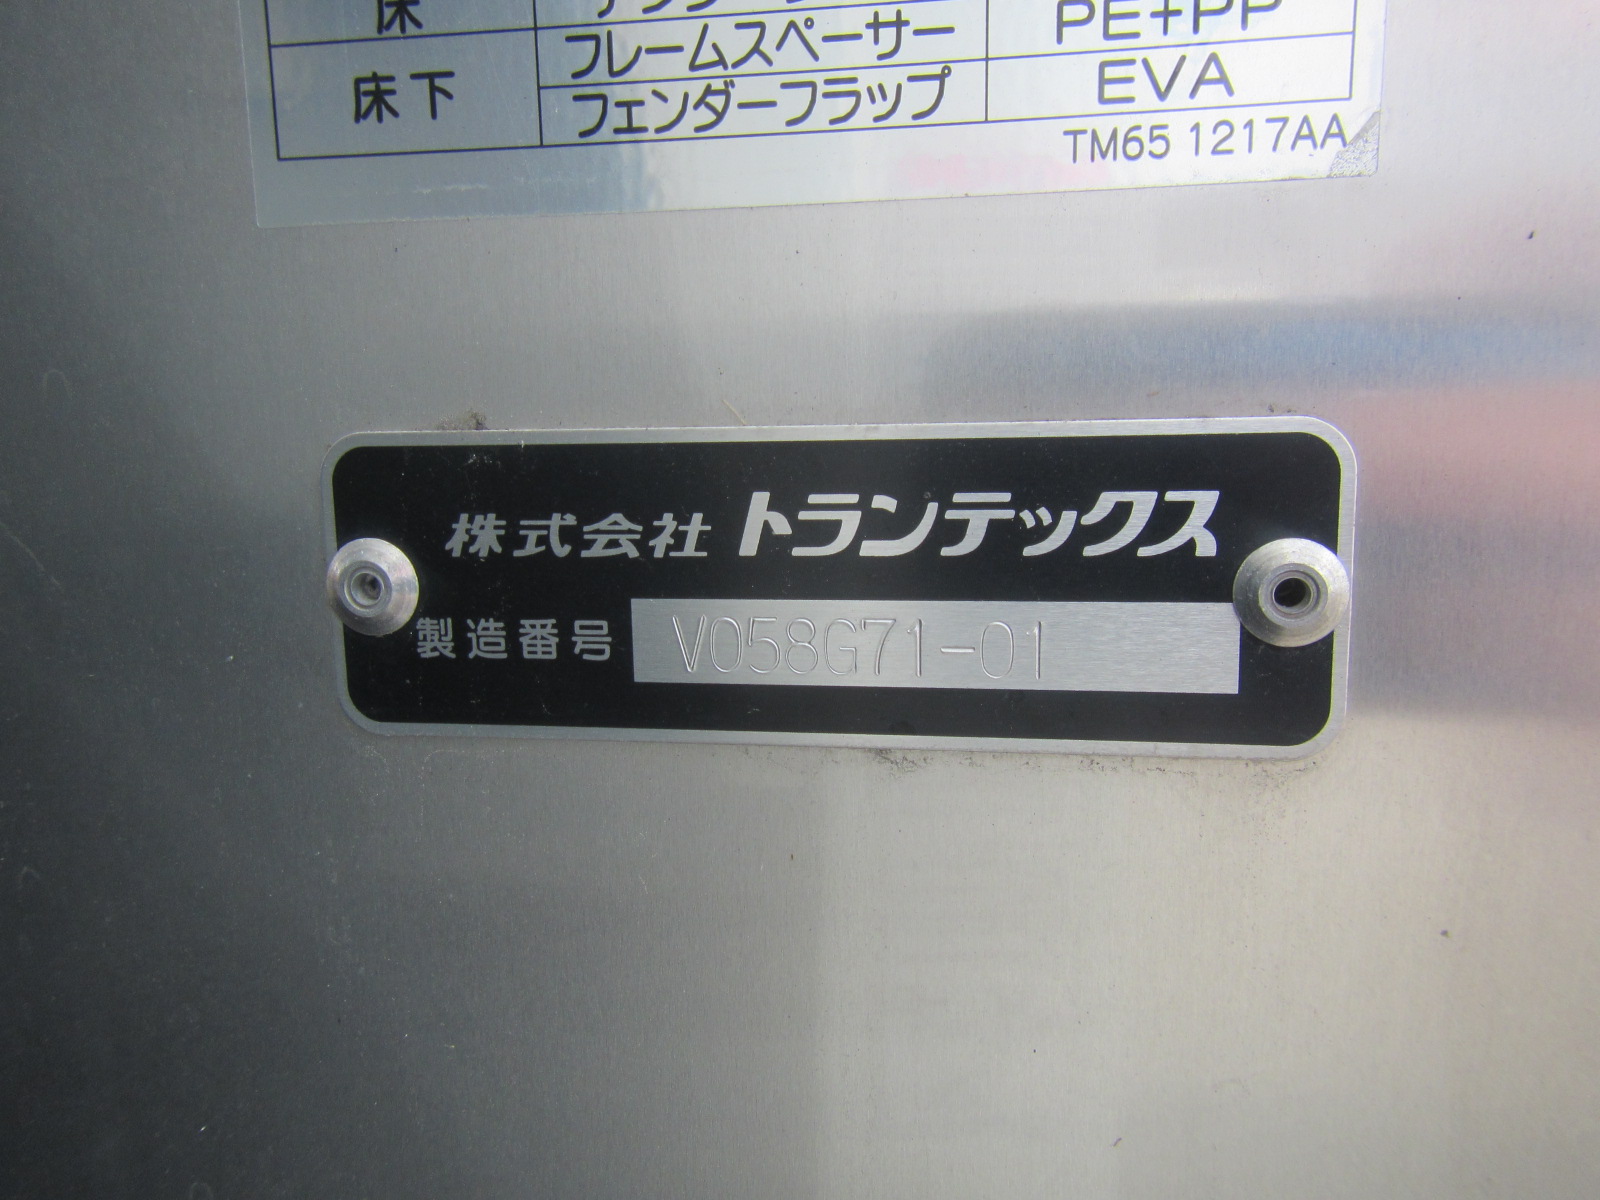 床
フレームスペーサー PE+PP
床下 フェンダーフラップ EVA
TM65 1217AA
株式会社 トランテックス
製造番号 V058G71-01